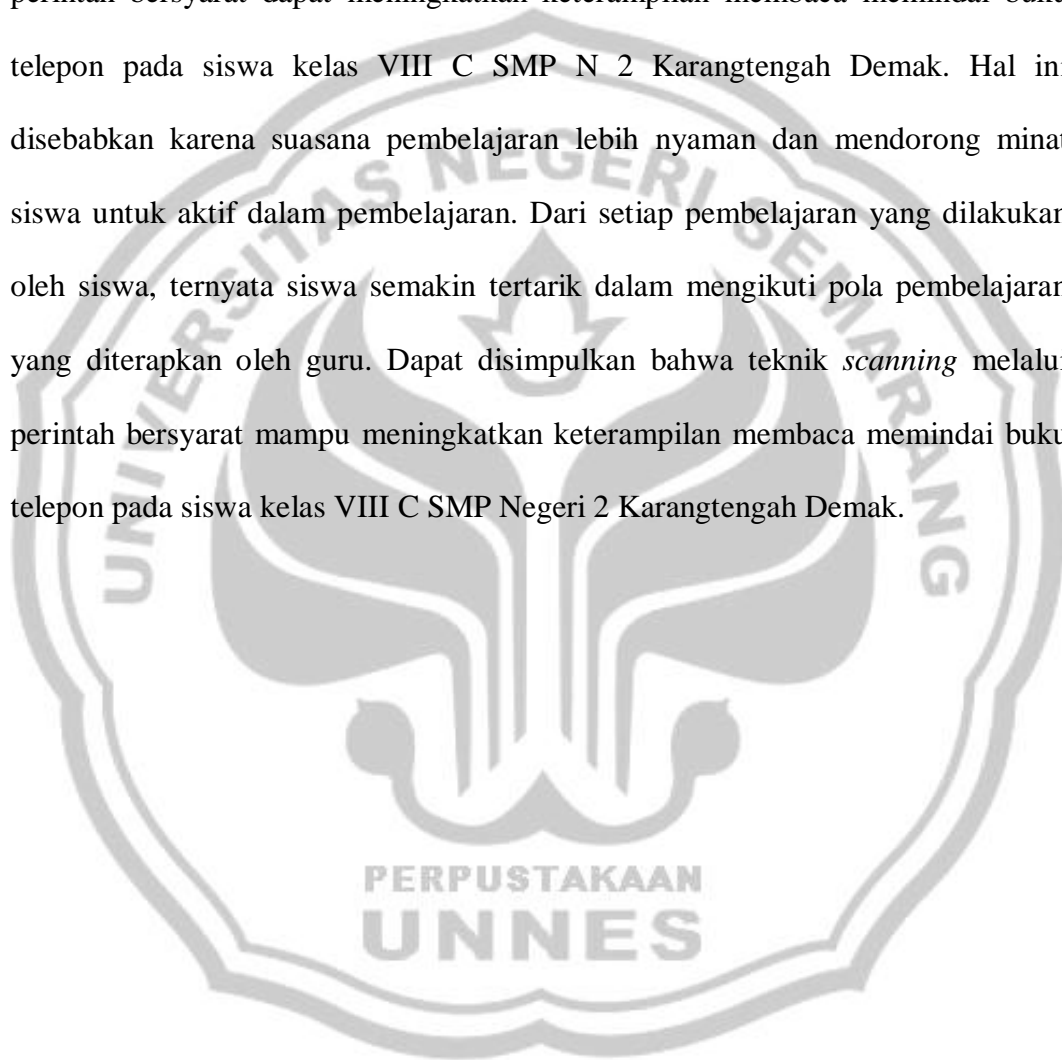 perintah bersyarat dapat meningkatkan keterampilan membaca memindai buku
telepon pada siswa kelas VIII C SMP N 2 Karangtengah Demak. Hal ini
disebabkan karena suasana pembelajaran lebih nyaman dan mendorong minat
siswa untuk aktif dalam pembelajaran. Dari setiap pembelajaran yang dilakukan
oleh siswa, ternyata siswa semakin tertarik dalam mengikuti pola pembelajaran
yang diterapkan oleh guru. Dapat disimpulkan bahwa teknik scanning melalui
perintah bersyarat mampu meningkatkan keterampilan membaca memindai buku
telepon pada siswa kelas VIII C SMP Negeri 2 Karangtengah Demak.
UNIVERSITAS NEGERI SEMARANG
PERPUSTAKAAN
UNNES